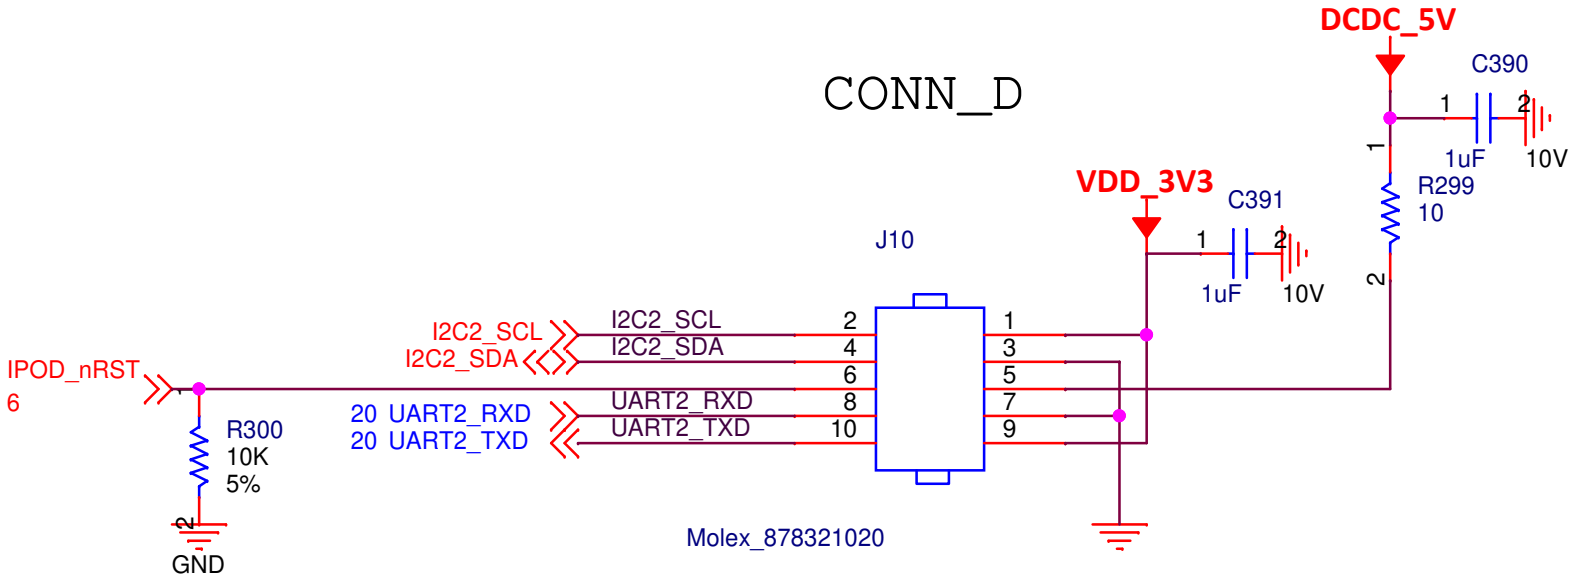 DCDC_5V
C390
CONN_D
1
2
1uF
10V
1
R299
10
2
VDD_3V3
C391
1
2
1uF
10V
J10
I2C2_SCL
I2C2_SCL
2
1
I2C2_SDA
I2C2_SDA
4
3
IPOD_nRST
6
1
6
5
20 UART2_RXD
UART2_RXD
8
7
20 UART2_TXD
UART2_TXD
10
9
R300
10K
5%
2
GND
Molex_878321020